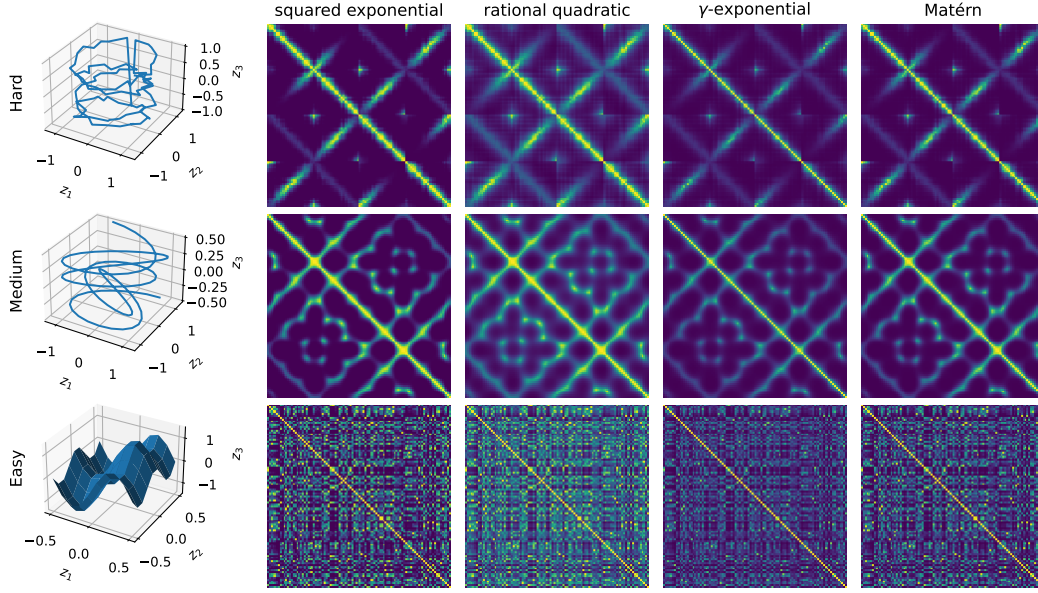 squared exponential rational quadratic γ-exponential Matérn
Hard
1.0
0.5
0.0
−0.5
−1.0
z₃
−1 0 1
z₁
−1 0 1
z₂
Medium
0.50
0.25
0.00
−0.25
−0.50
z₃
−1 0 1
z₁
−1 0 1
z₂
Easy
1
0
−1
z₃
−0.5 0.0 0.5
z₁
−0.5 0.0 0.5
z₂